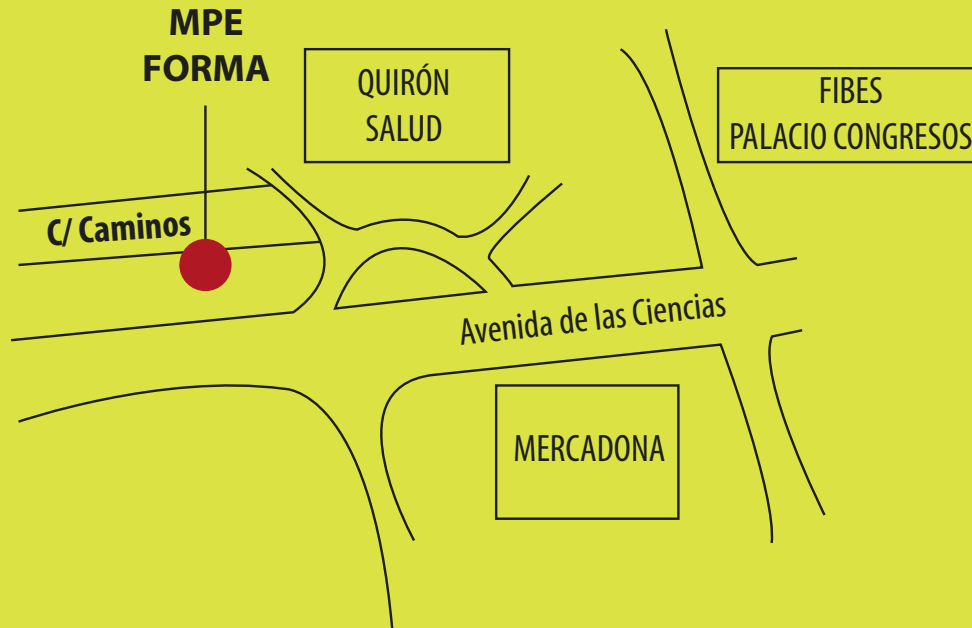 MPE
FORMA
QUIRÓN
SALUD
FIBES
PALACIO CONGRESOS
C/ Caminos
Avenida de las Ciencias
MERCADONA